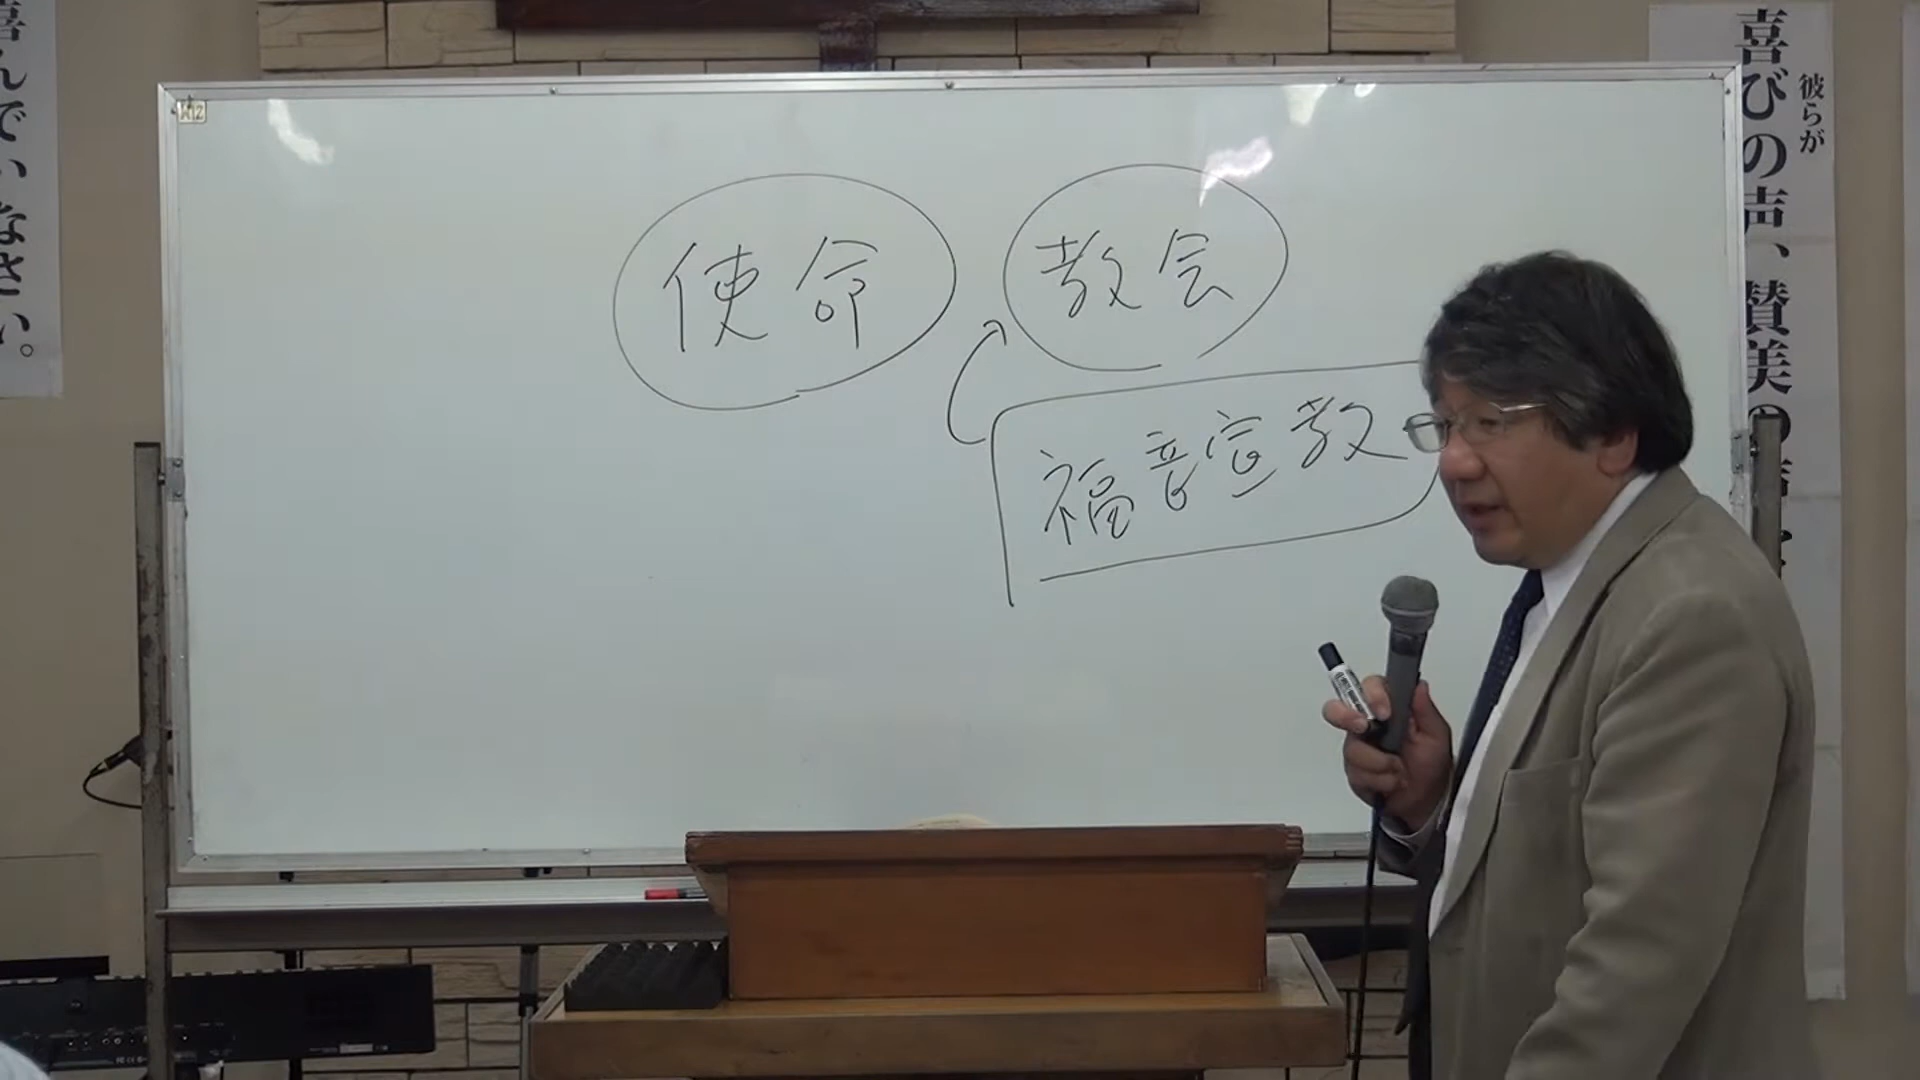 使命 教会
福音宣教
喜んでいなさい。
彼らが
喜びの声、賛美の